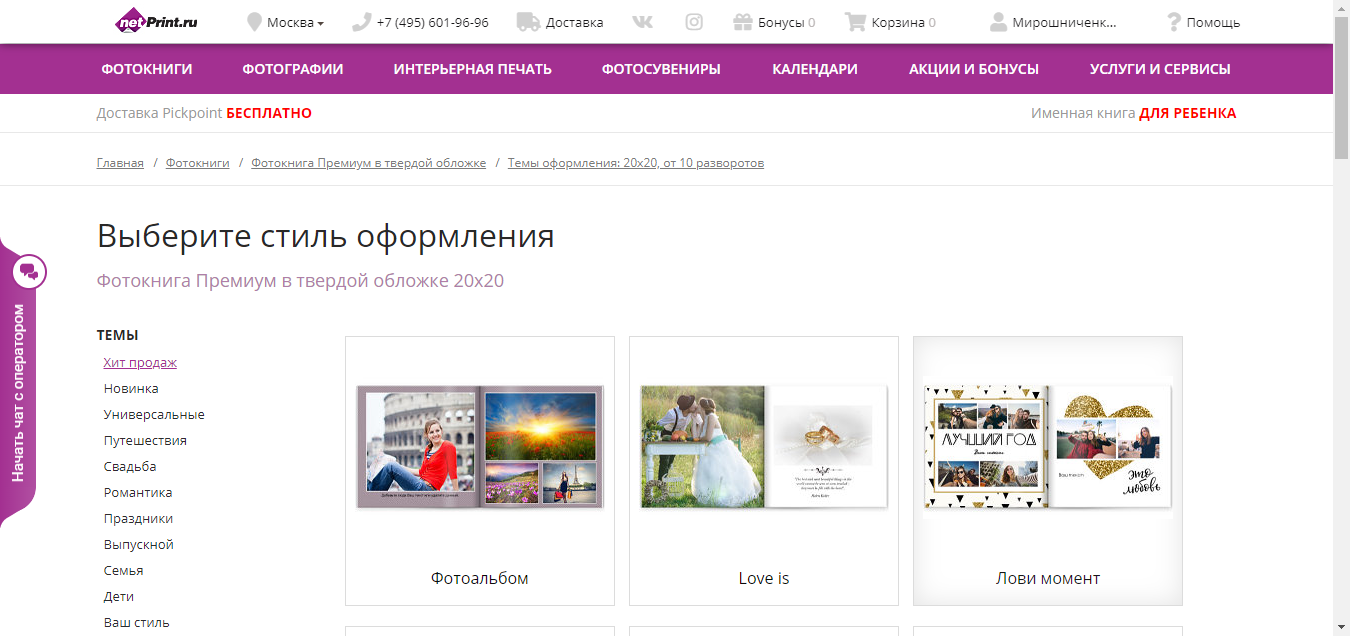 netPrint.ru
Москва
+7 (495) 601-96-96
Доставка
Бонусы 0
Корзина 0
Мирошниченк...
Помощь
ФОТОКНИГИ
ФОТОГРАФИИ
ИНТЕРЬЕРНАЯ ПЕЧАТЬ
ФОТОСУВЕНИРЫ
КАЛЕНДАРИ
АКЦИИ И БОНУСЫ
УСЛУГИ И СЕРВИСЫ
Доставка Pickpoint БЕСПЛАТНО
Именная книга ДЛЯ РЕБЕНКА
Главная / Фотокниги / Фотокнига Премиум в твердой обложке / Темы оформления: 20x20, от 10 разворотов
Выберите стиль оформления
Фотокнига Премиум в твердой обложке 20x20
Начать чат с оператором
ТЕМЫ
Хит продаж
Новинка
Универсальные
Путешествия
Свадьба
Романтика
Праздники
Выпускной
Семья
Дети
Ваш стиль
Фотоальбом
Love is
ЛУЧШИЙ ГОД
Ваш текст
это
любовь
Лови момент